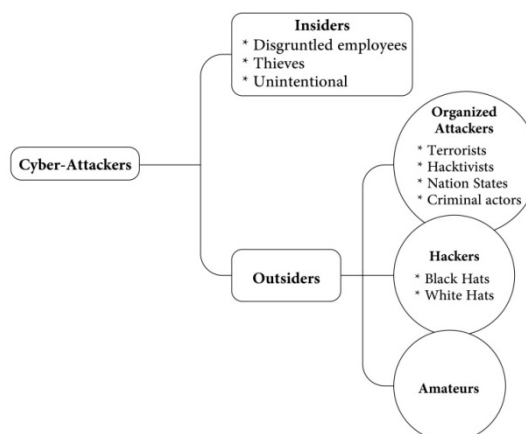 Insiders
* Disgruntled employees
* Thieves
* Unintentional
Cyber-Attackers
Organized
Attackers
* Terrorists
* Hacktivists
* Nation States
* Criminal actors
Outsiders
Hackers
* Black Hats
* White Hats
Amateurs